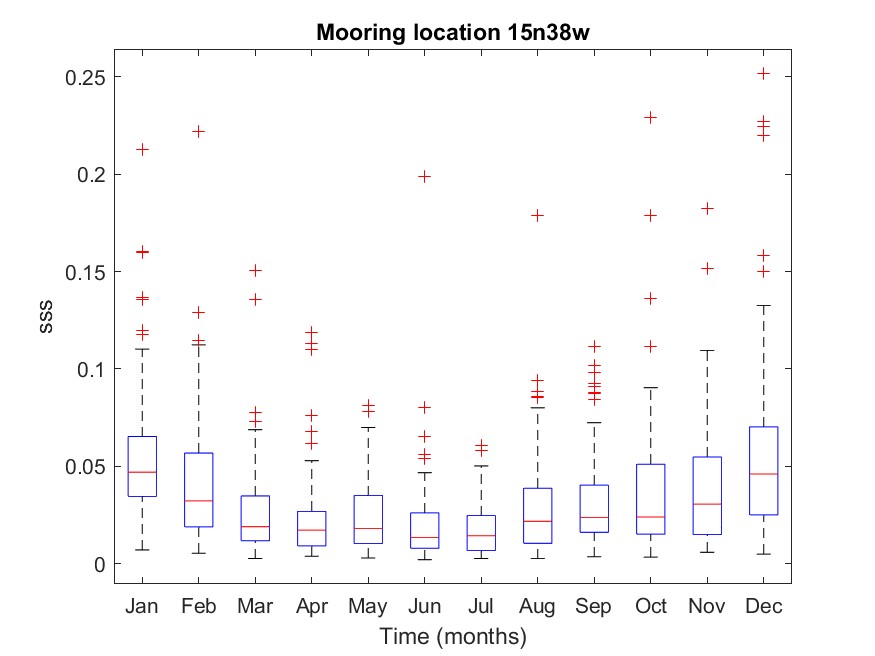 Mooring location 15n38w
0.25
0.2
0.15
0.1
0.05
0
sss
Jan Feb Mar Apr May Jun Jul Aug Sep Oct Nov Dec
Time (months)